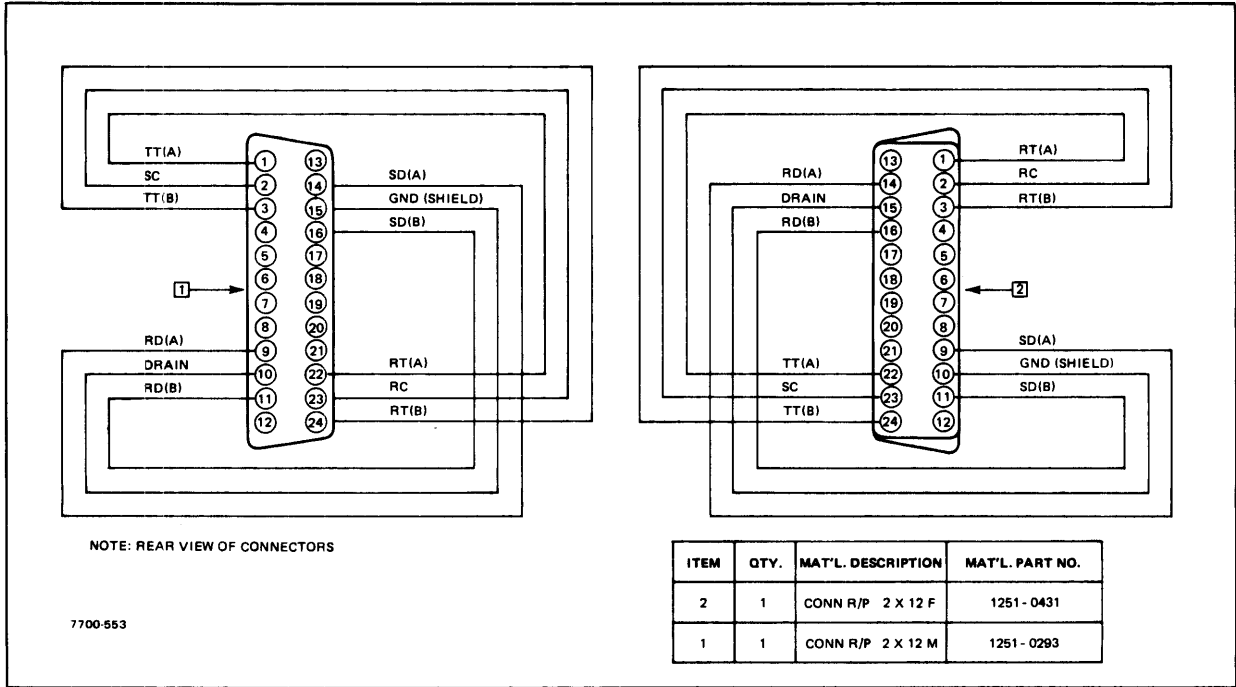 TT(A)
SC
TT(B)
1 13
2 14
3 15
4 16
5 17
6 18
7 19
8 20
9 21
10 22
11 23
12 24
SD(A)
GND (SHIELD)
SD(B)
1
RD(A)
DRAIN
RD(B)
RT(A)
RC
RT(B)
RD(A)
DRAIN
RD(B)
13 1
14 2
15 3
16 4
17 5
18 6
19 7
20 8
21 9
22 10
23 11
24 12
RT(A)
RC
RT(B)
2
TT(A)
SC
TT(B)
SD(A)
GND (SHIELD)
SD(B)
NOTE: REAR VIEW OF CONNECTORS
7700-553
ITEM QTY. MAT'L. DESCRIPTION MAT'L. PART NO.
2 1 CONN R/P 2 X 12 F 1251-0431
1 1 CONN R/P 2 X 12 M 1251-0293